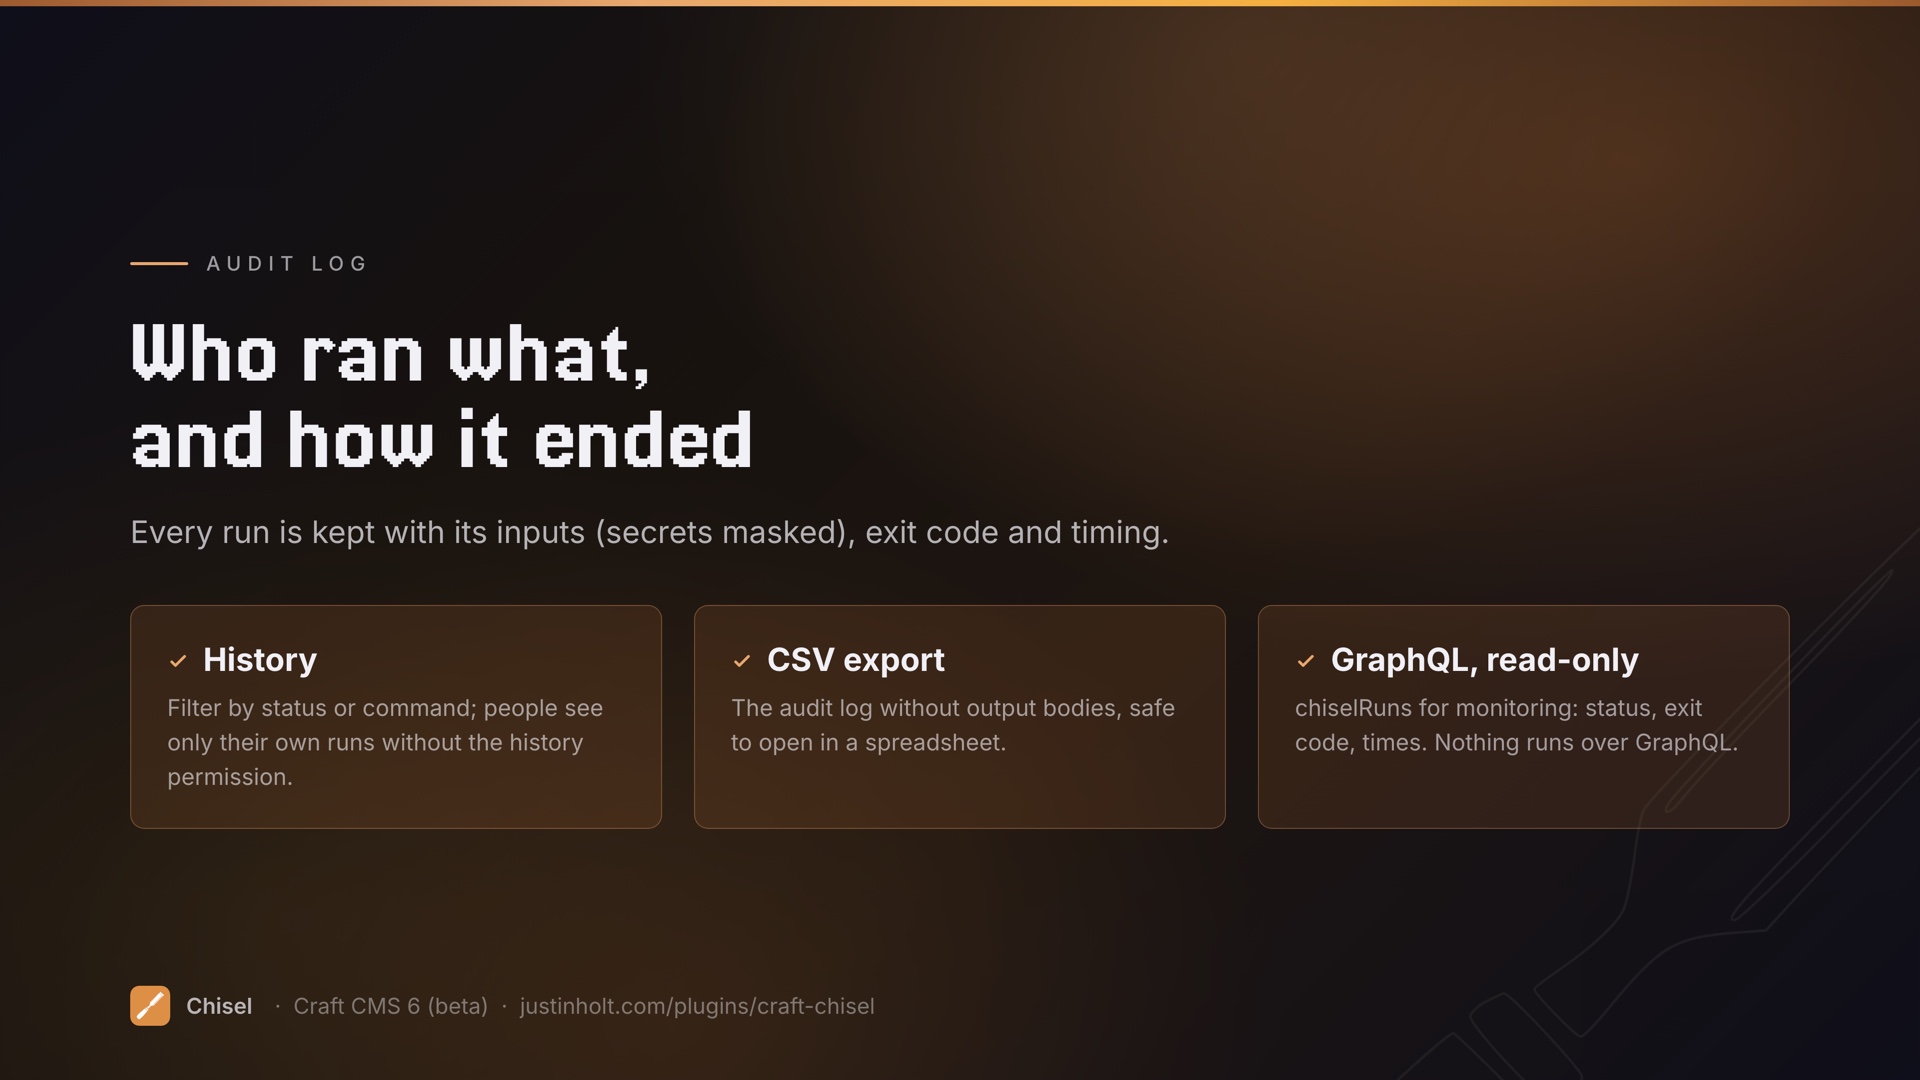 AUDIT LOG
Who ran what,
and how it ended
Every run is kept with its inputs (secrets masked), exit code and timing.
History
Filter by status or command; people see
only their own runs without the history
permission.
CSV export
The audit log without output bodies, safe
to open in a spreadsheet.
GraphQL, read-only
chiselRuns for monitoring: status, exit
code, times. Nothing runs over GraphQL.
Chisel · Craft CMS 6 (beta) · justinholt.com/plugins/craft-chisel